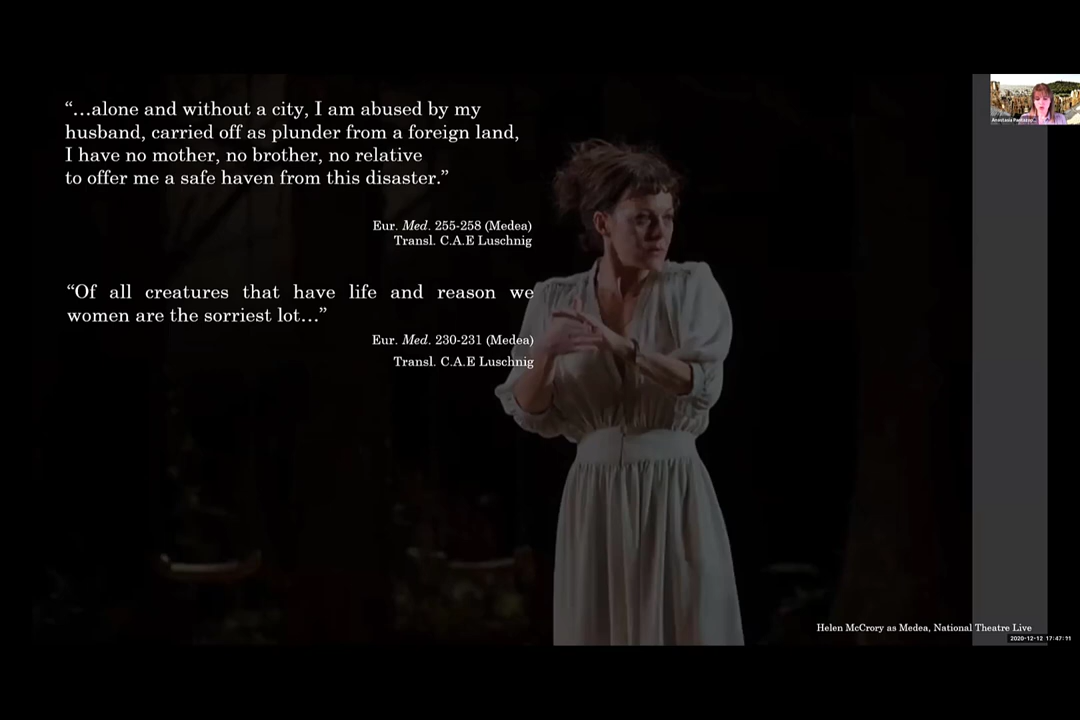 “…alone and without a city, I am abused by my
husband, carried off as plunder from a foreign land,
I have no mother, no brother, no relative
to offer me a safe haven from this disaster.”
Eur. Med. 255-258 (Medea)
Transl. C.A.E Luschnig
“Of all creatures that have life and reason we
women are the sorriest lot…”
Eur. Med. 230-231 (Medea)
Transl. C.A.E Luschnig
Helen McCrory as Medea, National Theatre Live
2020-12-12 17:47:11
Anastasia